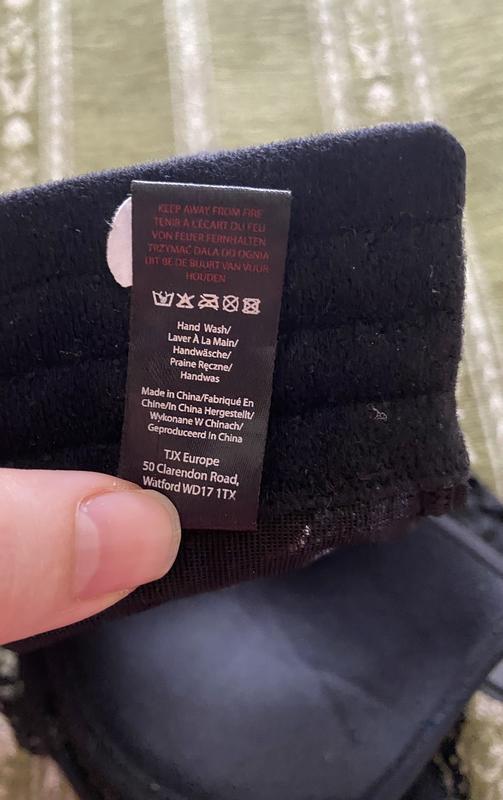 KEEP AWAY FROM FIRE
TENIR À L'ÉCART DU FEU
VON FEUER FERNHALTEN
TRZYMAĆ DALA DO OGNIA
UIT BE DE BUURT VAN VUUR
HOUDEN
Hand Wash/
Laver À La Main/
Handwäsche/
Praine Ręczne/
Handwas
Made in China/Fabriqué En
Chine/In China Hergestellt/
Wykonane W Chinach/
Geproduceerd In China
TJX Europe
50 Clarendon Road,
Watford WD17 1TX